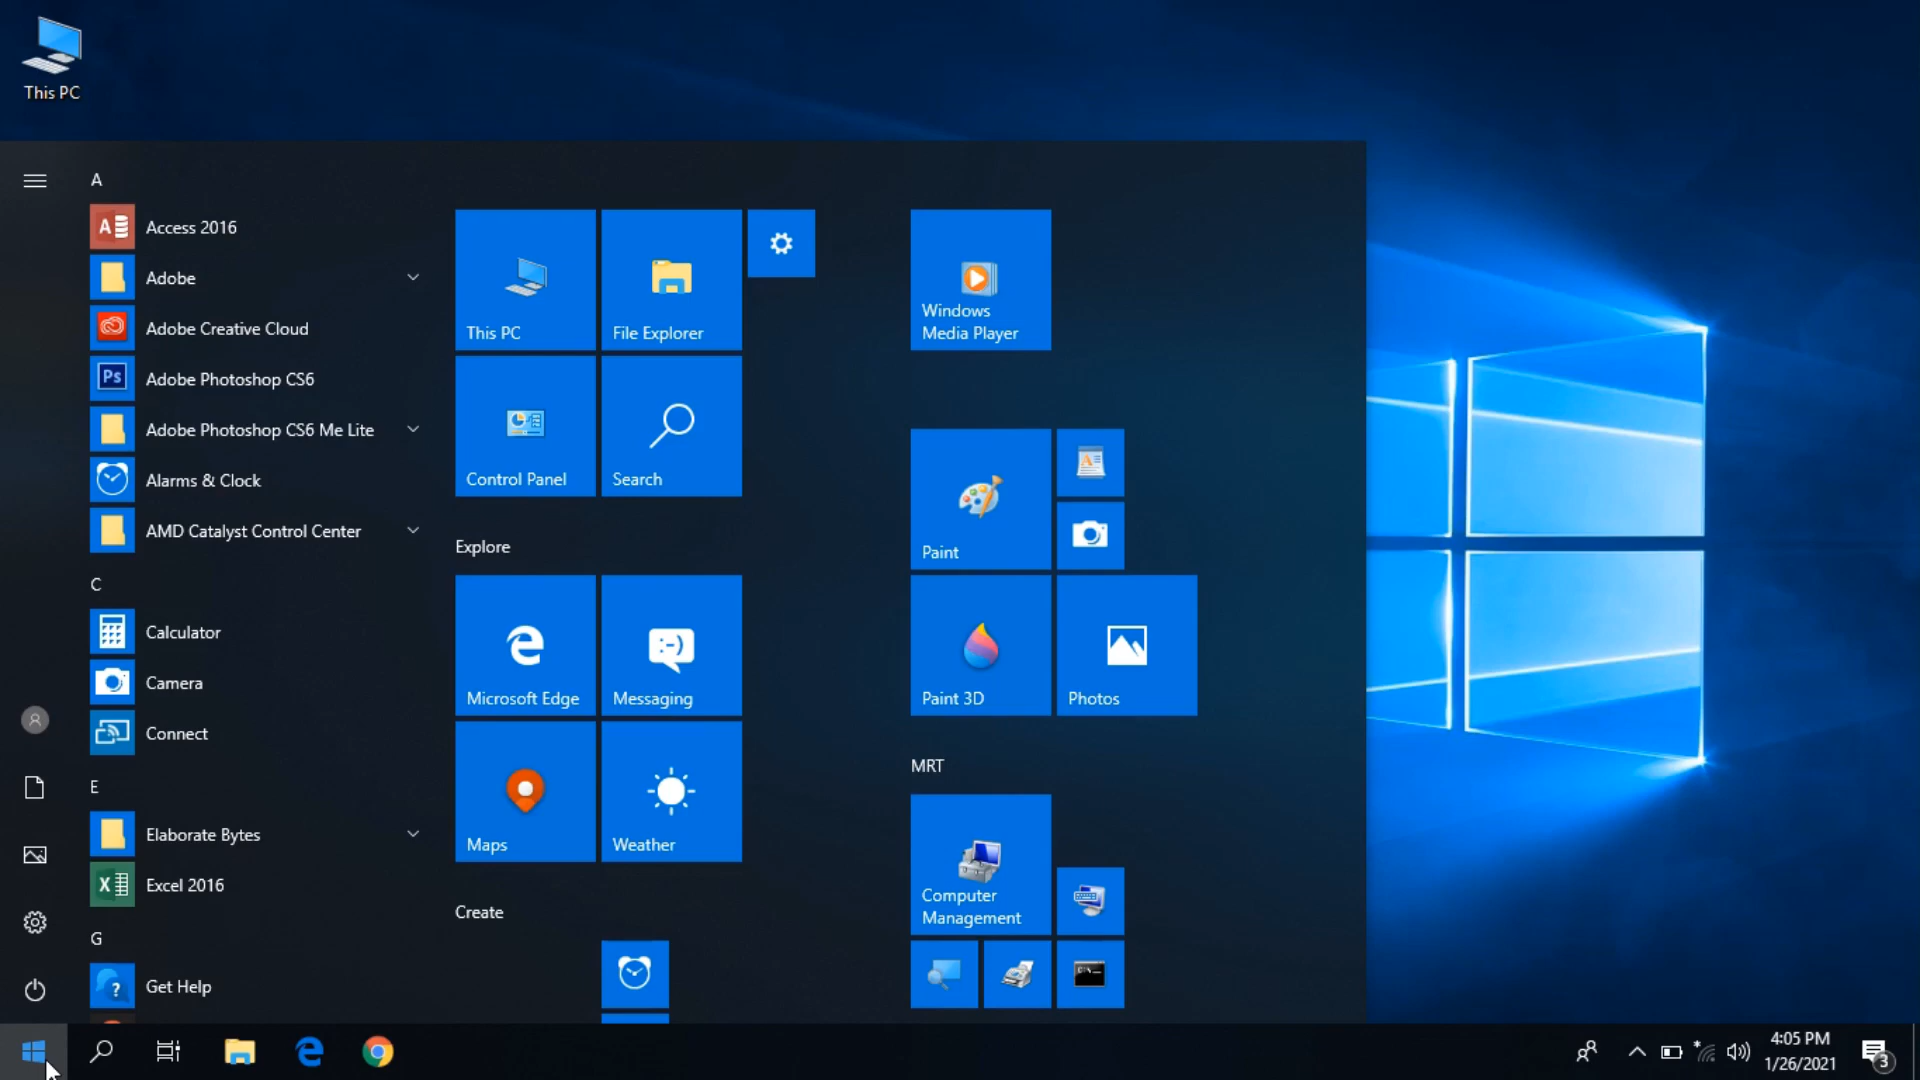 This PC
A
Access 2016
Adobe
Adobe Creative Cloud
Adobe Photoshop CS6
Adobe Photoshop CS6 Me Lite
Alarms & Clock
AMD Catalyst Control Center
C
Calculator
Camera
Connect
E
Elaborate Bytes
Excel 2016
G
Get Help
This PC
File Explorer
Control Panel
Search
Explore
Microsoft Edge
Messaging
Maps
Weather
Create
Windows
Media Player
Paint
Paint 3D
Photos
MRT
Computer
Management
4:05 PM
1/26/2021
3